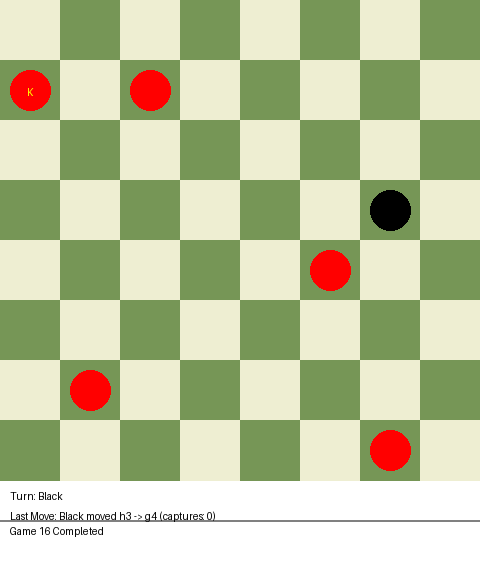 K
Turn: Black
Last Move: Black moved h3 -> g4 (captures: 0)
Game 16 Completed